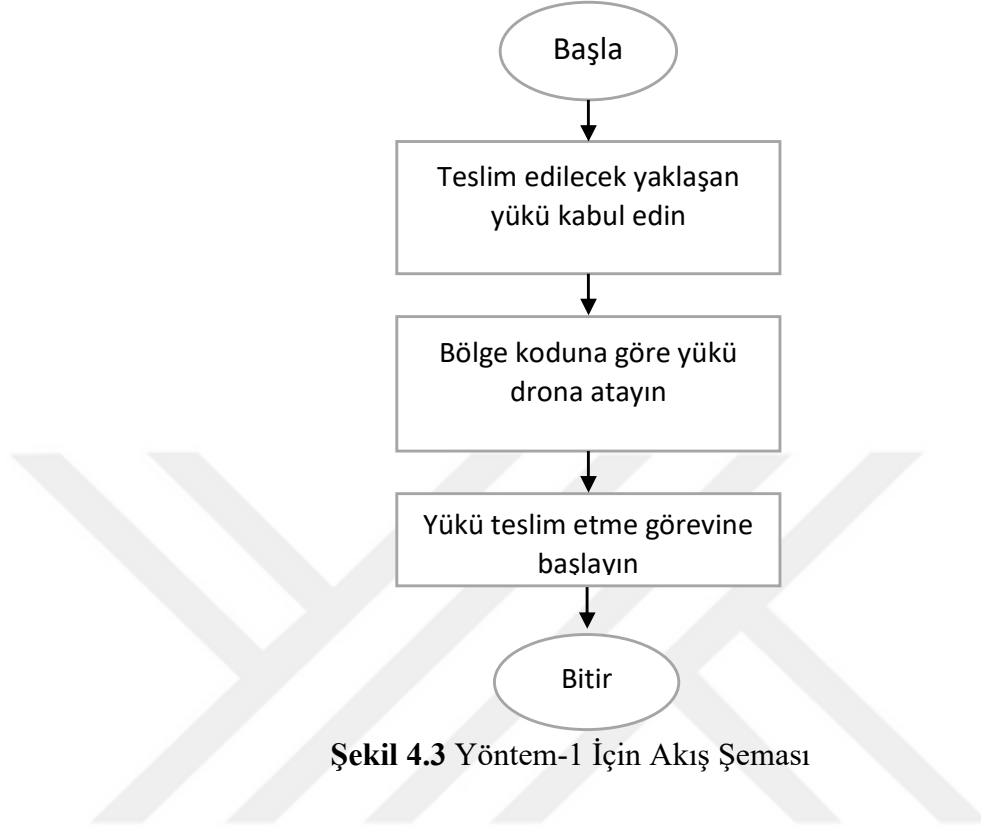 Başla
Teslim edilecek yaklaşan
yükü kabul edin
Bölge koduna göre yükü
drona atayın
Yükü teslim etme görevine
başlayın
Bitir
Şekil 4.3 Yöntem-1 İçin Akış Şeması